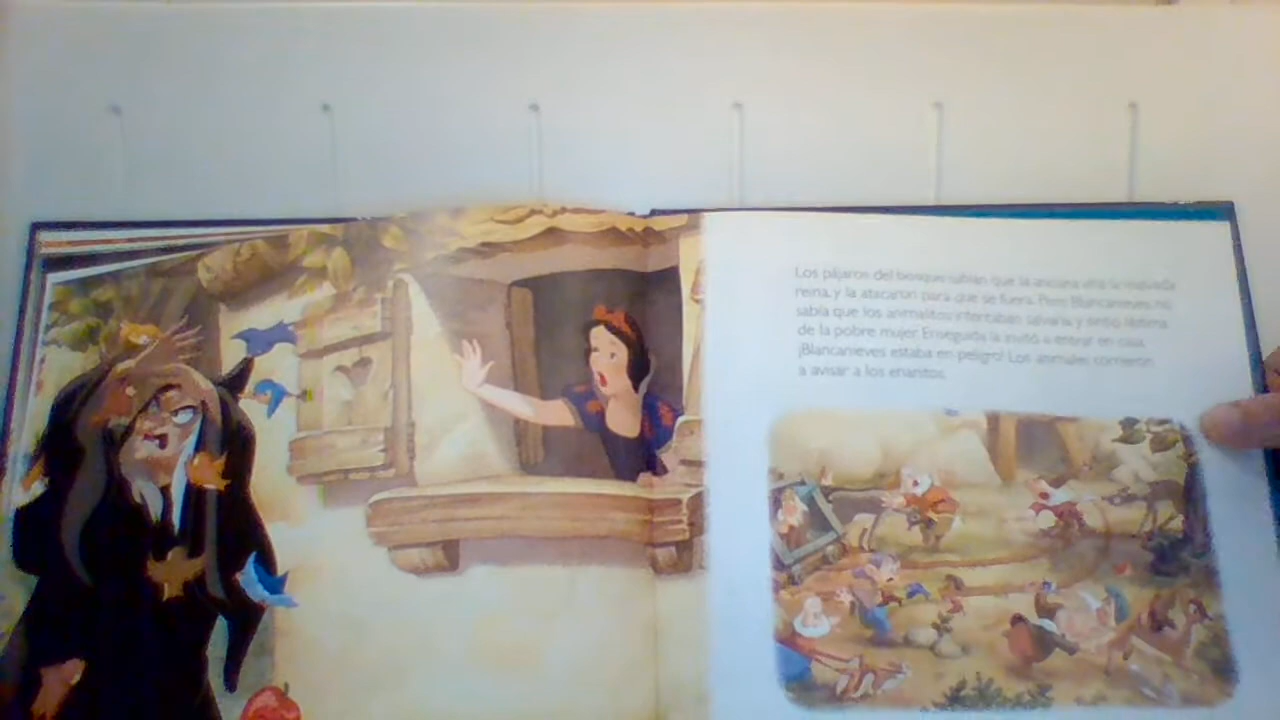 Los pájaros del bosque sabían que la anciana era la malvada
reina, y la atacaron para que se fuera. Pero Blancanieves no
sabía que los animalitos intentaban salvarla, y sintió lástima
de la pobre mujer. Enseguida la invitó a entrar en casa.
¡Blancanieves estaba en peligro! Los animales corrieron
a avisar a los enanitos.